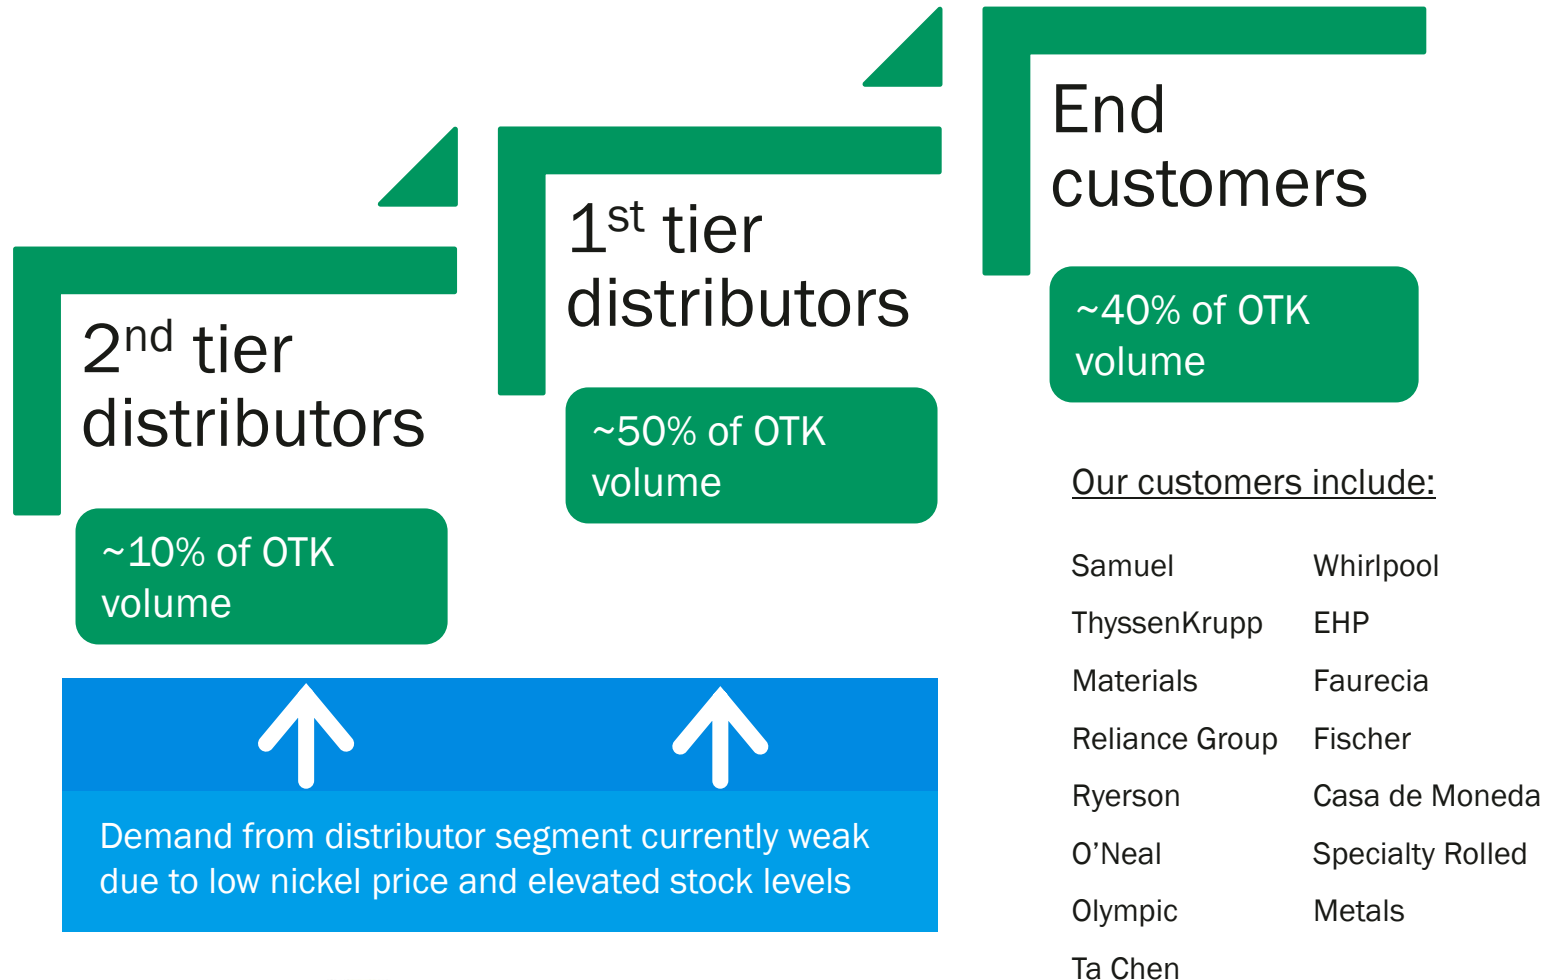 2nd tier
distributors
~10% of OTK
volume
1st tier
distributors
~50% of OTK
volume
End
customers
~40% of OTK
volume
Demand from distributor segment currently weak
due to low nickel price and elevated stock levels
Our customers include:
Samuel
ThyssenKrupp
Materials
Reliance Group
Ryerson
O’Neal
Olympic
Ta Chen
Whirlpool
EHP
Faurecia
Fischer
Casa de Moneda
Specialty Rolled
Metals